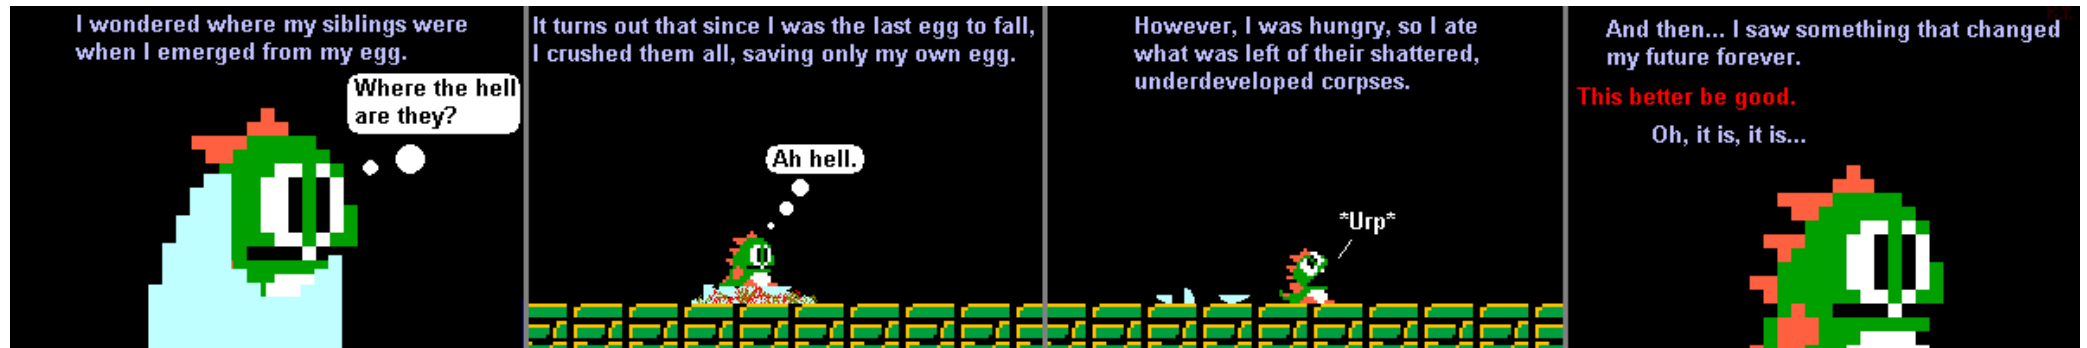 I wondered where my siblings were
when I emerged from my egg.
Where the hell
are they?
It turns out that since I was the last egg to fall,
I crushed them all, saving only my own egg.
Ah hell.
However, I was hungry, so I ate
what was left of their shattered,
underdeveloped corpses.
*Urp*
And then... I saw something that changed
my future forever.
This better be good.
Oh, it is, it is...